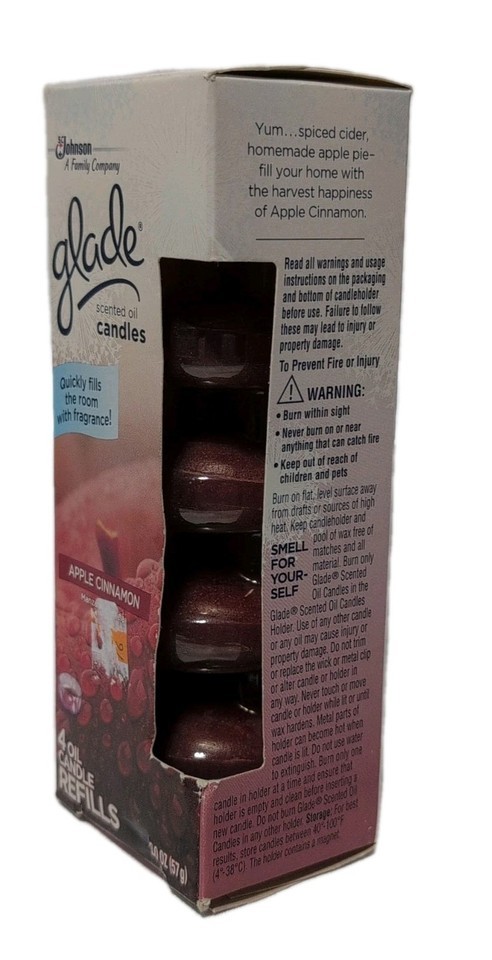 Johnson
A Family Company
glade®
scented oil
candles
Quickly fills
the room
with fragrance!
APPLE CINNAMON
4 OIL
CANDLE
REFILLS
OZ (57g)
Yum...spiced cider,
homemade apple pie–
fill your home with
the harvest happiness
of Apple Cinnamon.
Read all warnings and usage
instructions on the packaging
and bottom of candleholder
before use. Failure to follow
these may lead to injury or
property damage.
To Prevent Fire or Injury
WARNING:
• Burn within sight
• Never burn on or near
anything that can catch fire
• Keep out of reach of
children and pets
Burn on flat, level surface away
from drafts or sources of high
heat. Keep candleholder and
pool of wax free of
matches and all
material. Burn only
Glade® Scented
Oil Candles in the
SMELL
FOR
YOUR-
SELF
Glade® Scented Oil Candles
Holder. Use of any other candle
or any oil may cause injury or
property damage. Do not trim
or replace the wick or metal clip
or alter candle or holder in
any way. Never touch or move
candle or holder while lit or until
wax hardens. Metal parts of
holder can become hot when
candle is lit. Do not use water
to extinguish. Burn only one
candle in holder at a time and ensure that
holder is empty and clean before inserting a
new candle. Do not burn Glade® Scented Oil
Candles in any other holder. Storage: For best
results, store candles between 40°-100°F
(4°-38°C). The holder contains a magnet.